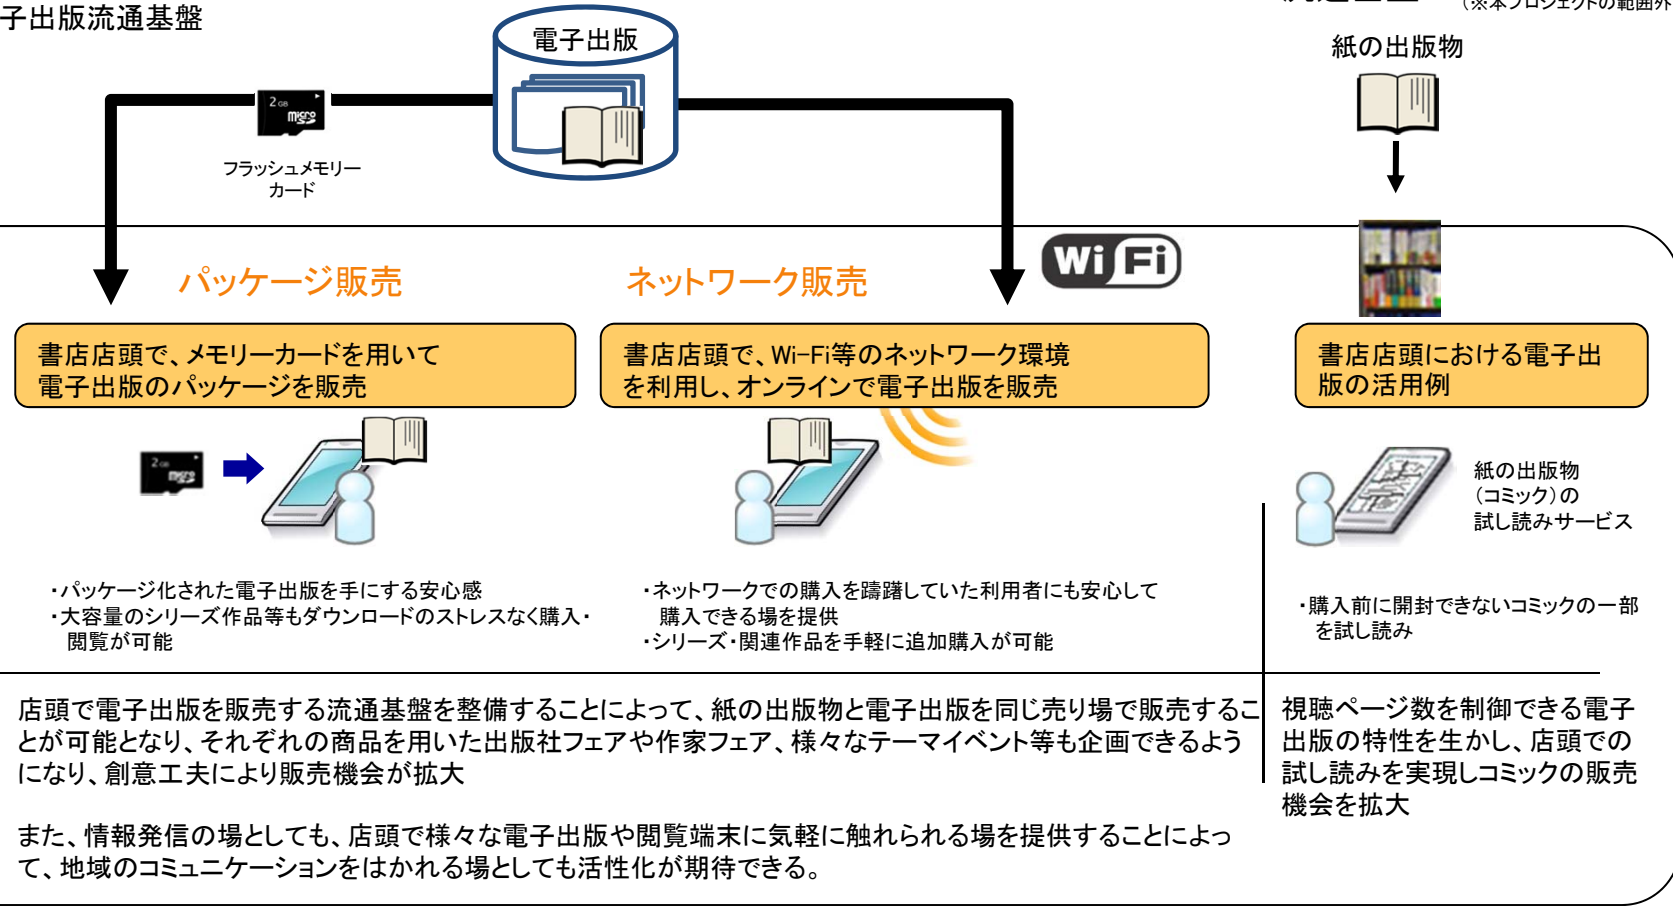 子出版流通基盤
(※本プロジェクトの範囲外
電子出版
紙の出版物
2GB
micro
フラッシュメモリー
カード
Wi Fi
パッケージ販売
ネットワーク販売
書店店頭で、メモリーカードを用いて
電子出版のパッケージを販売
書店店頭で、Wi-Fi等のネットワーク環境
を利用し、オンラインで電子出版を販売
書店店頭における電子出
版の活用例
2GB
micro
紙の出版物
(コミック)の
試し読みサービス
・パッケージ化された電子出版を手にする安心感
・大容量のシリーズ作品等もダウンロードのストレスなく購入・
閲覧が可能
・ネットワークでの購入を躊躇していた利用者にも安心して
購入できる場を提供
・シリーズ・関連作品を手軽に追加購入が可能
・購入前に開封できないコミックの一部
を試し読み
店頭で電子出版を販売する流通基盤を整備することによって、紙の出版物と電子出版を同じ売り場で販売するこ
とが可能となり、それぞれの商品を用いた出版社フェアや作家フェア、様々なテーマイベント等も企画できるよう
になり、創意工夫により販売機会が拡大
また、情報発信の場としても、店頭で様々な電子出版や閲覧端末に気軽に触れられる場を提供することによっ
て、地域のコミュニケーションをはかれる場としても活性化が期待できる。
視聴ページ数を制御できる電子
出版の特性を生かし、店頭での
試し読みを実現しコミックの販売
機会を拡大